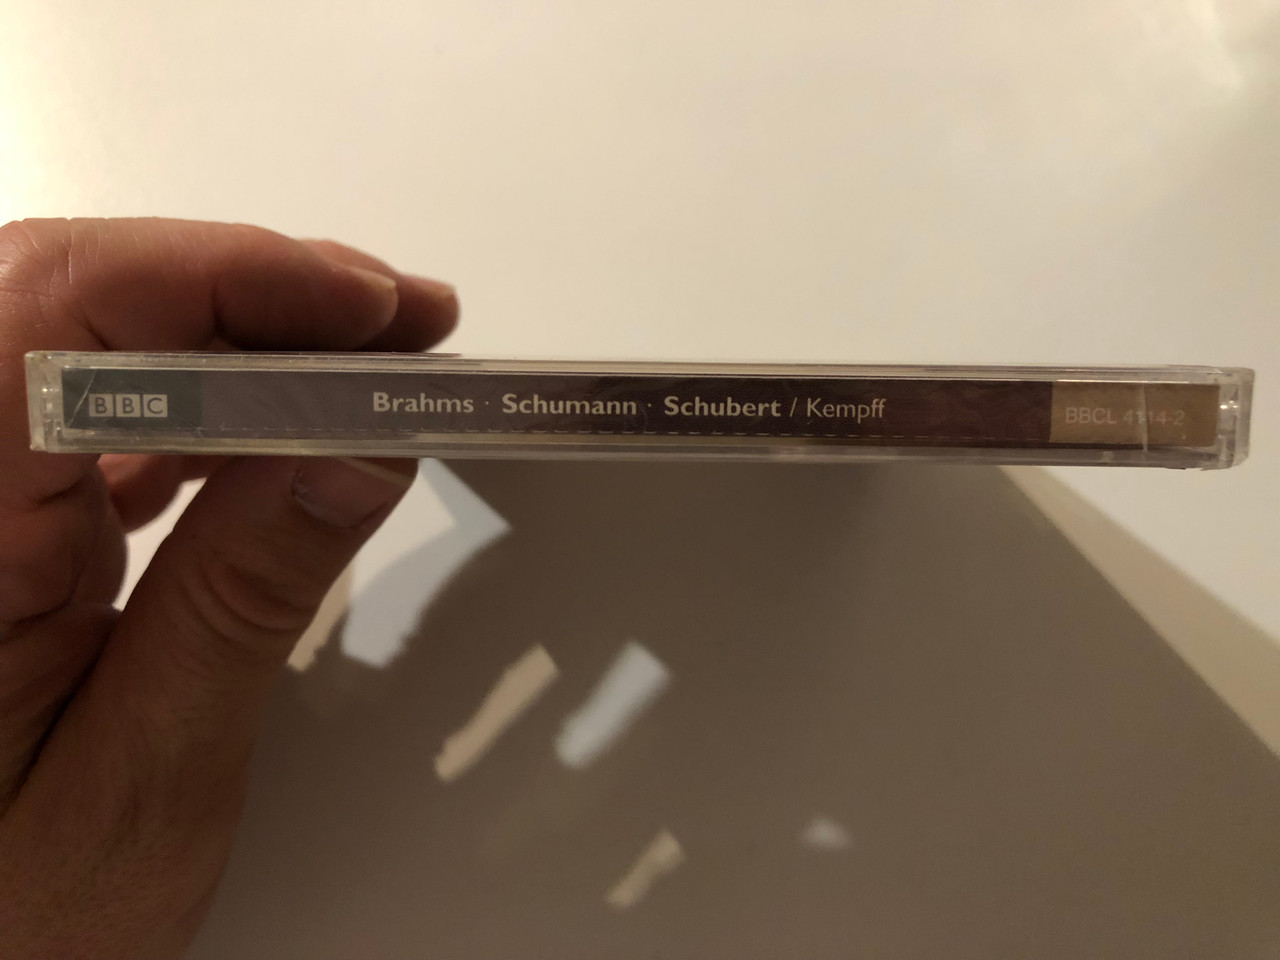 BBC Brahms · Schumann · Schubert / Kempff BBCL 4114-2